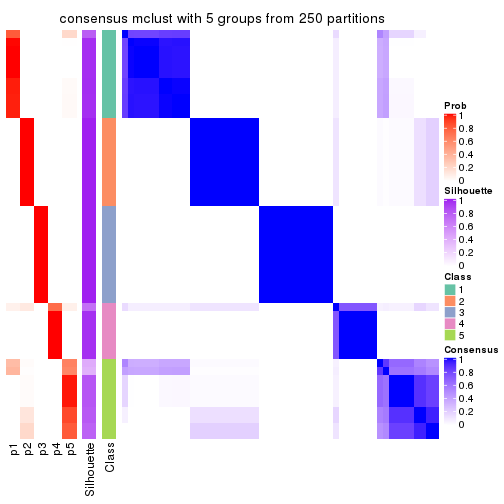 consensus mclust with 5 groups from 250 partitions
Prob
1
0.8
0.6
0.4
0.2
0
Silhouette
1
0.8
0.6
0.4
0.2
0
Class
1
2
3
4
5
Consensus
1
0.8
0.6
0.4
0.2
0
p1
p2
p3
p4
p5
Silhouette
Class